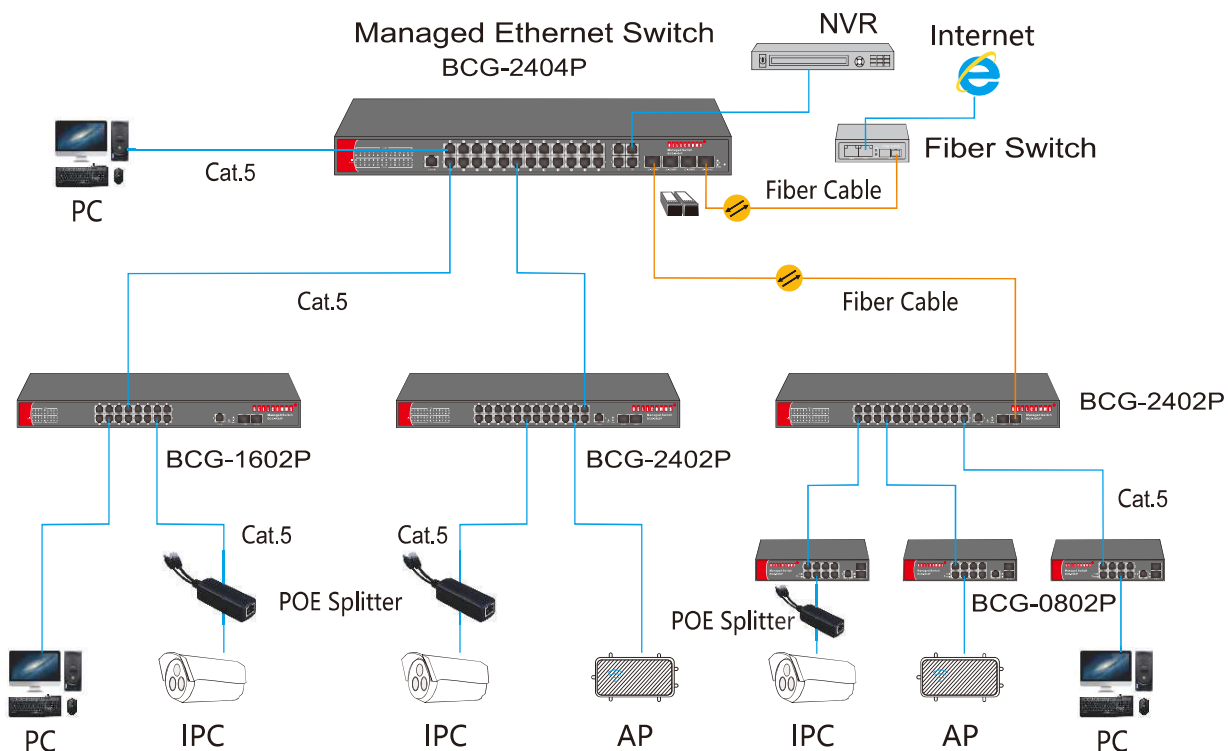 Managed Ethernet Switch
BCG-2404P
NVR
Internet
Fiber Switch
Cat.5
PC
Fiber Cable
Cat.5
Fiber Cable
BCG-1602P
BCG-2402P
BCG-2402P
Cat.5
Cat.5
Cat.5
POE Splitter
POE Splitter
BCG-0802P
PC
IPC
IPC
AP
IPC
AP
PC